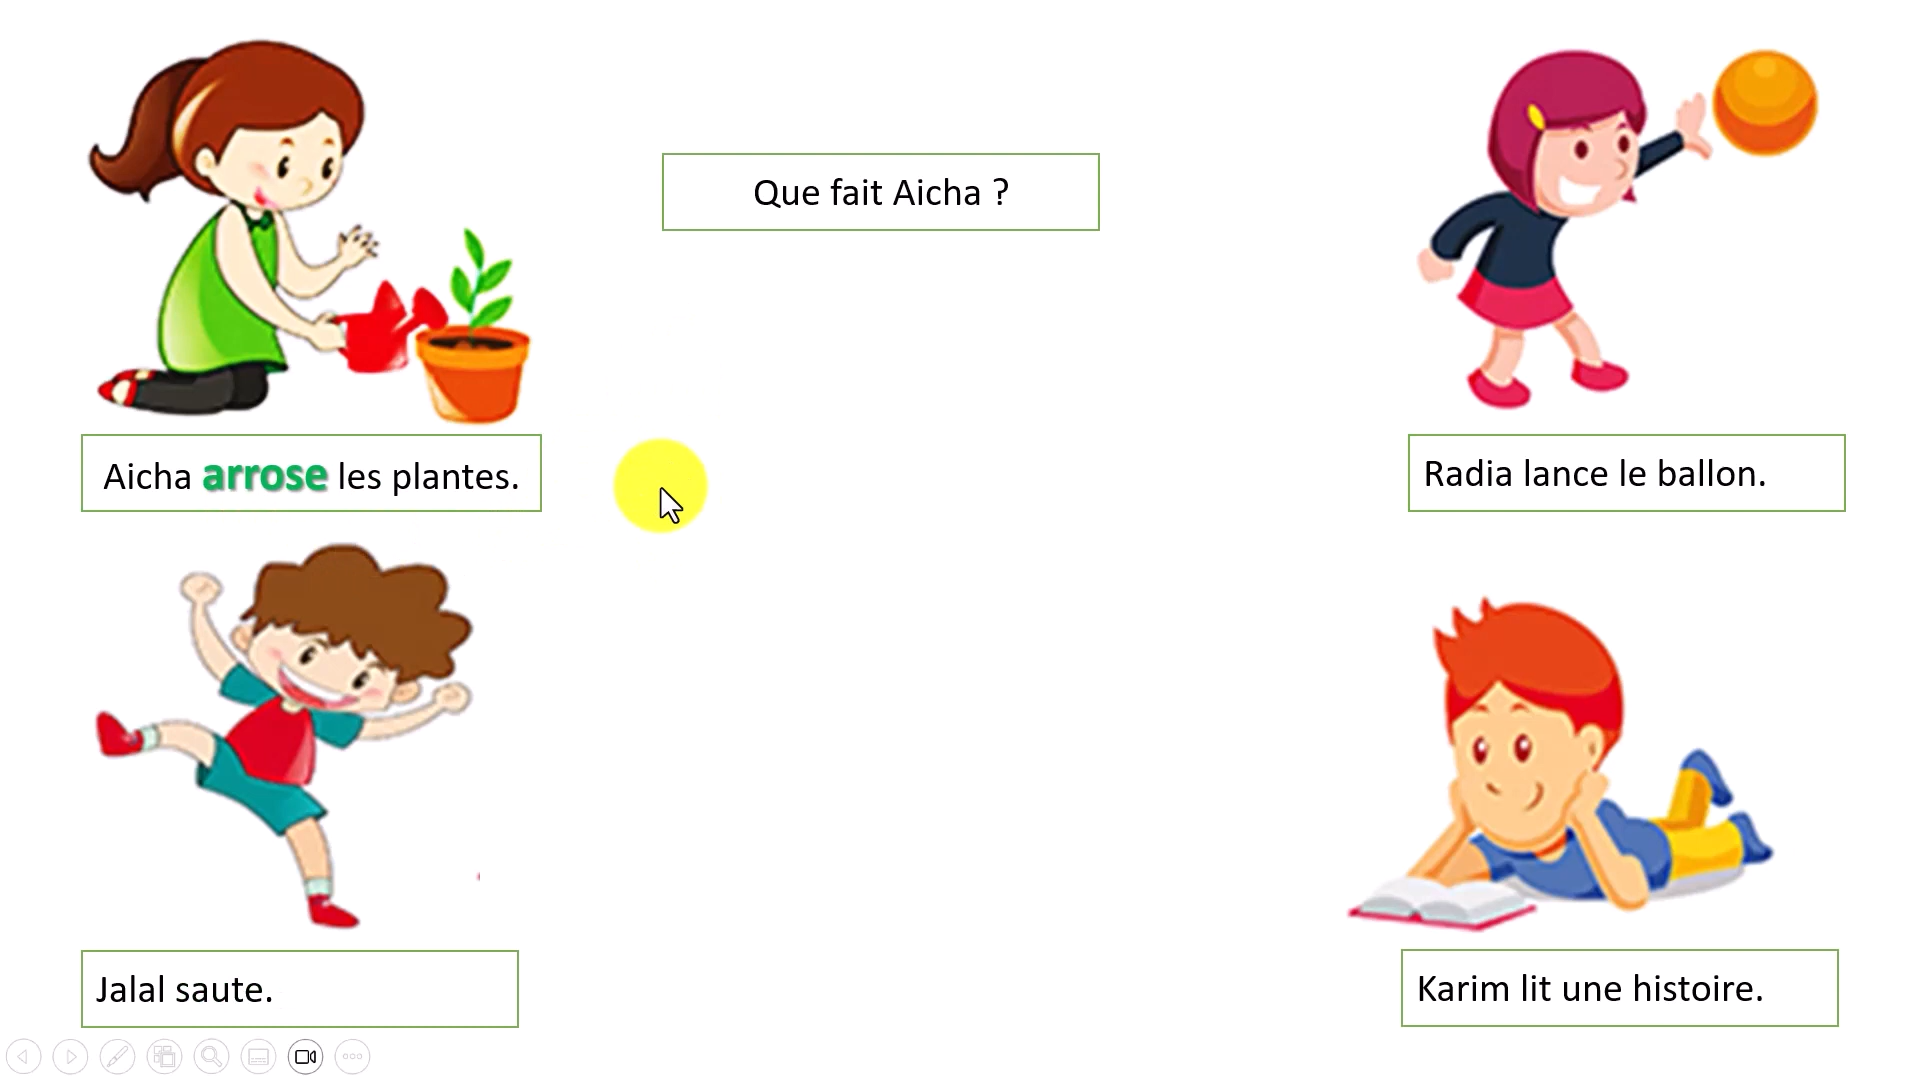 Que fait Aicha ?
Aicha arrose les plantes.
Radia lance le ballon.
Jalal saute.
Karim lit une histoire.